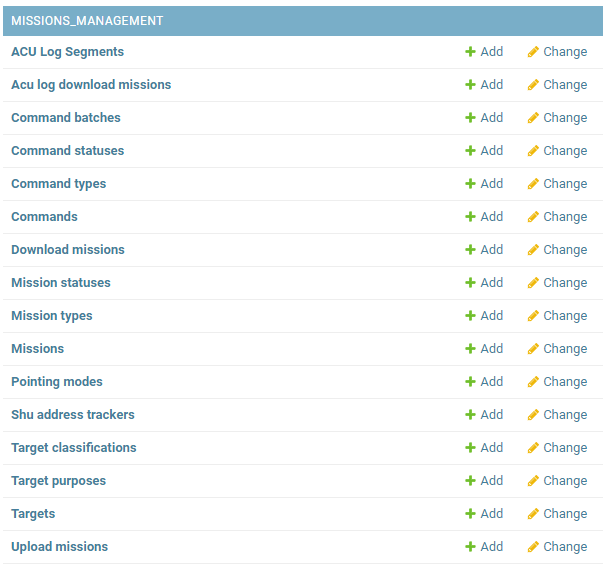 MISSIONS_MANAGEMENT
ACU Log Segments Add Change
Acu log download missions Add Change
Command batches Add Change
Command statuses Add Change
Command types Add Change
Commands Add Change
Download missions Add Change
Mission statuses Add Change
Mission types Add Change
Missions Add Change
Pointing modes Add Change
Shu address trackers Add Change
Target classifications Add Change
Target purposes Add Change
Targets Add Change
Upload missions Add Change